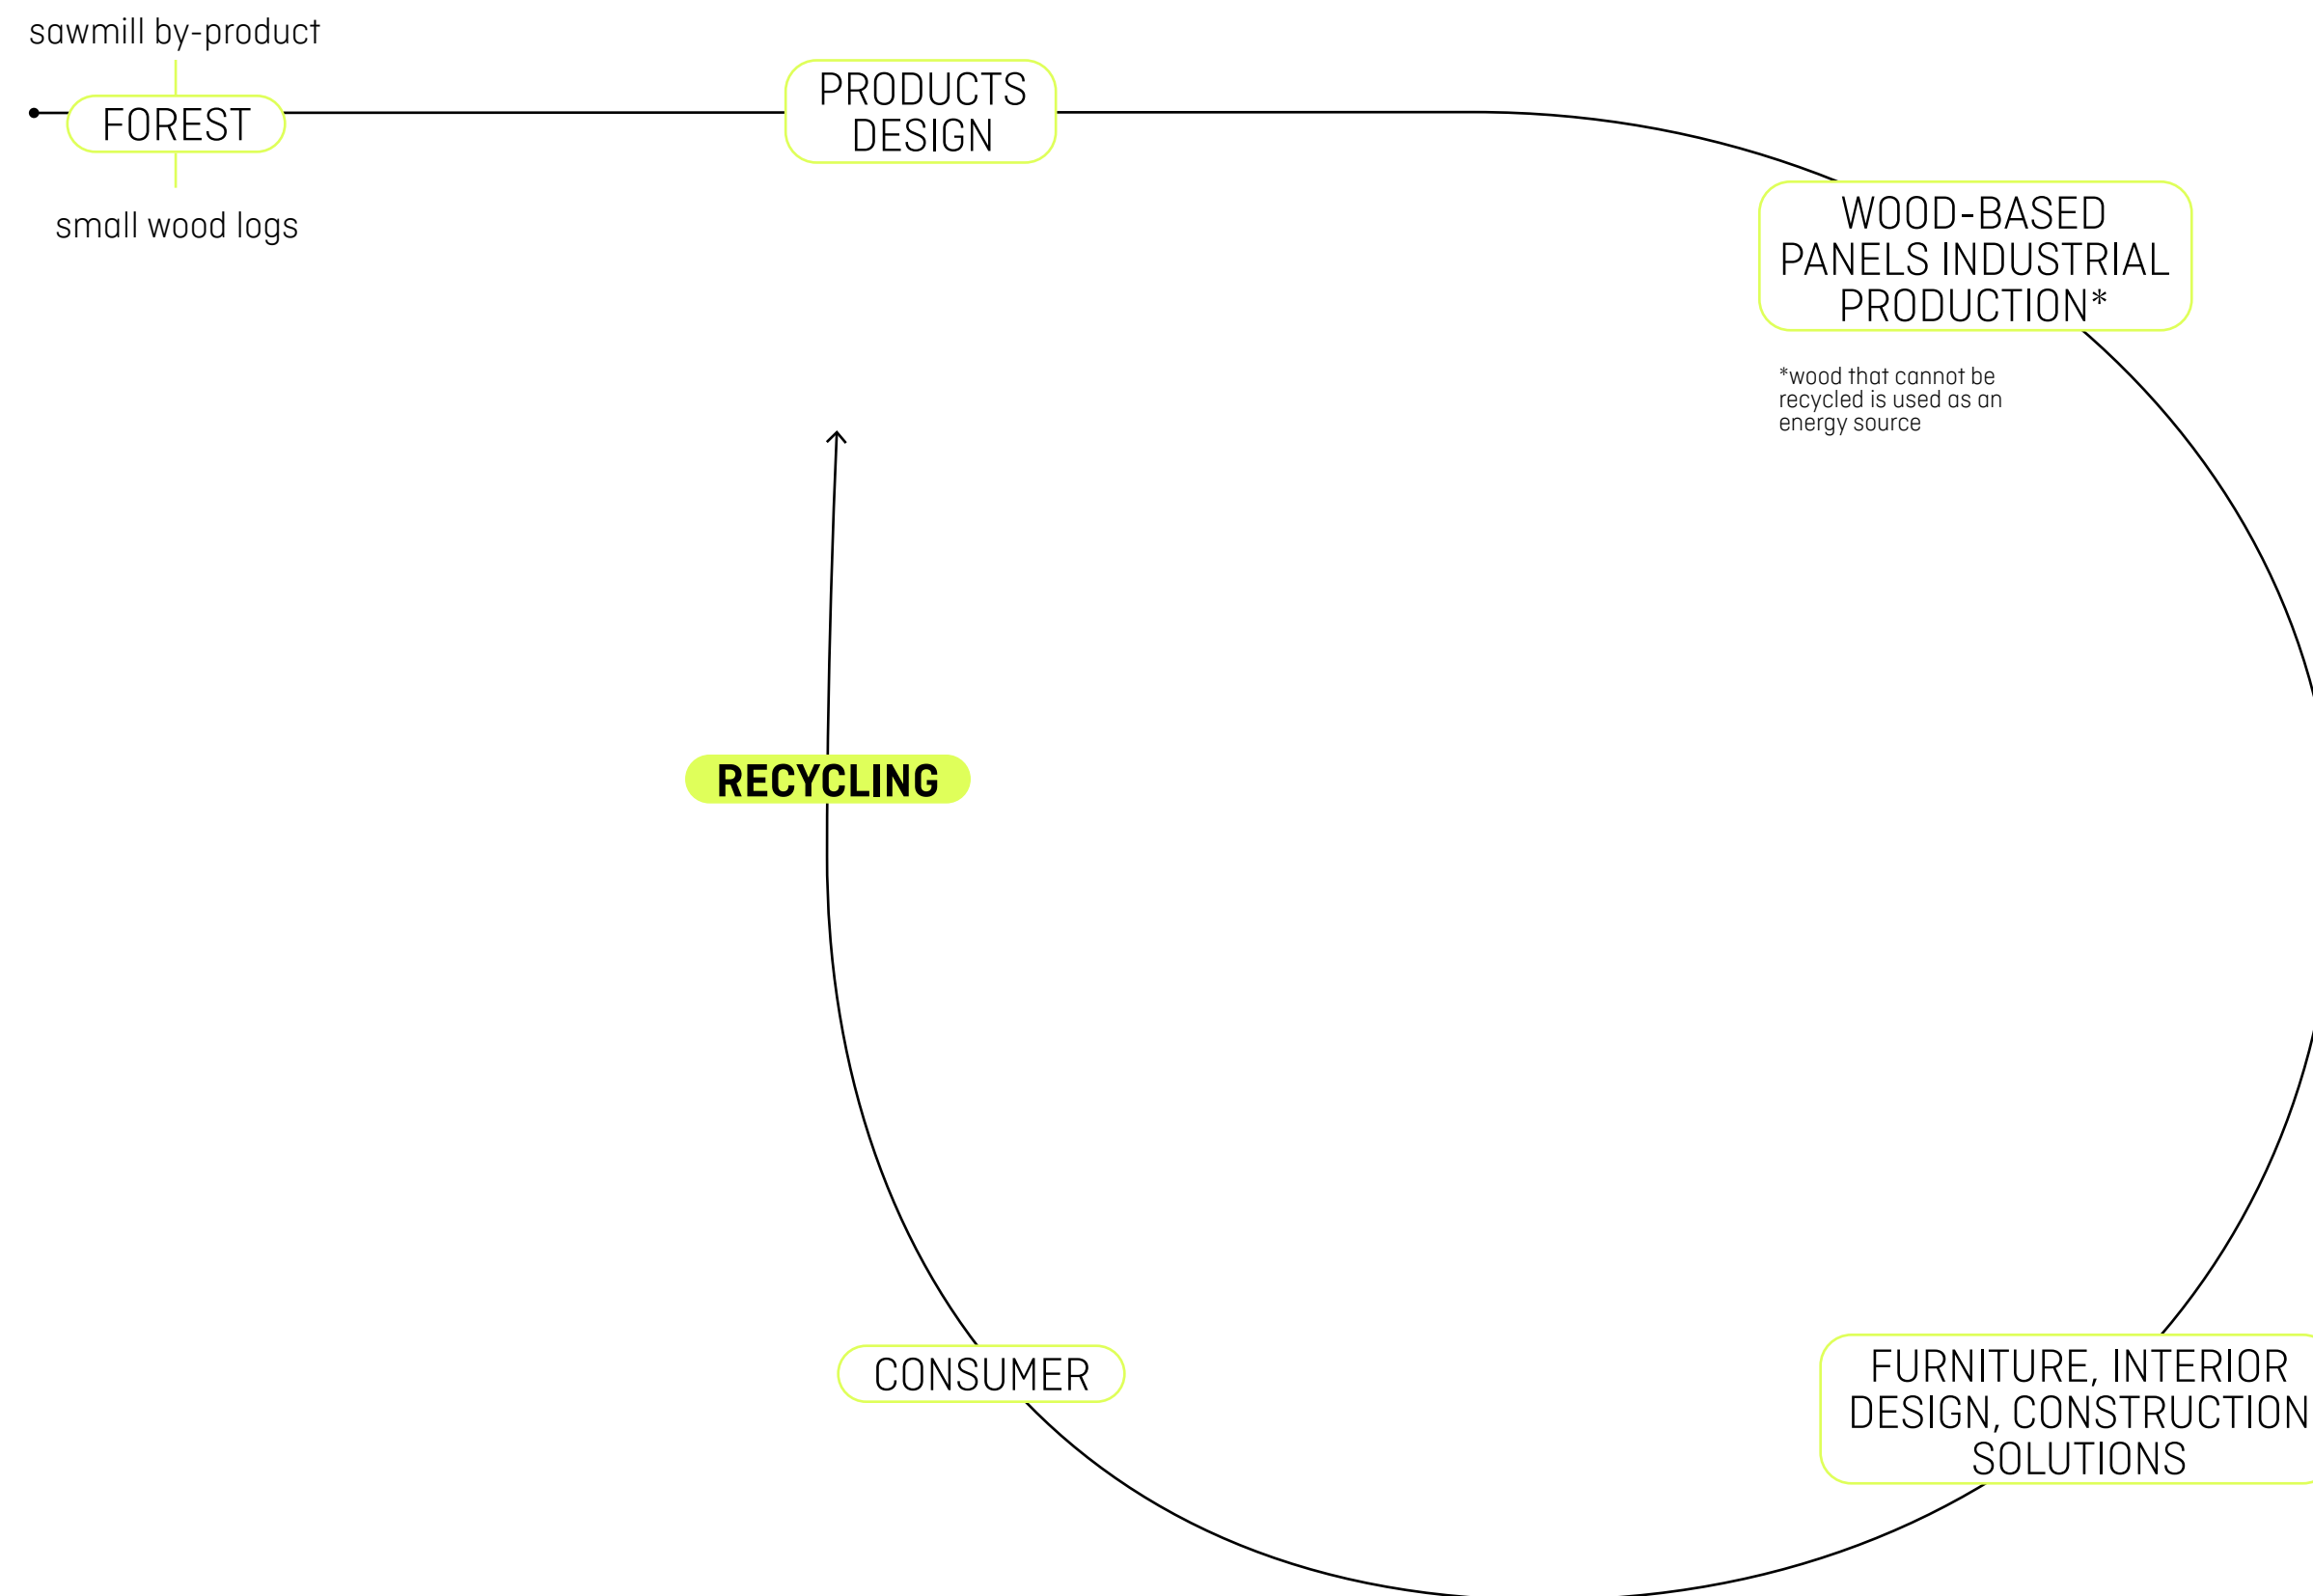 sawmill by-product
FOREST
small wood logs
PRODUCTS
DESIGN
WOOD-BASED
PANELS INDUSTRIAL
PRODUCTION*
*wood that cannot be
recycled is used as an
energy source
RECYCLING
CONSUMER
FURNITURE, INTERIOR
DESIGN, CONSTRUCTION
SOLUTIONS